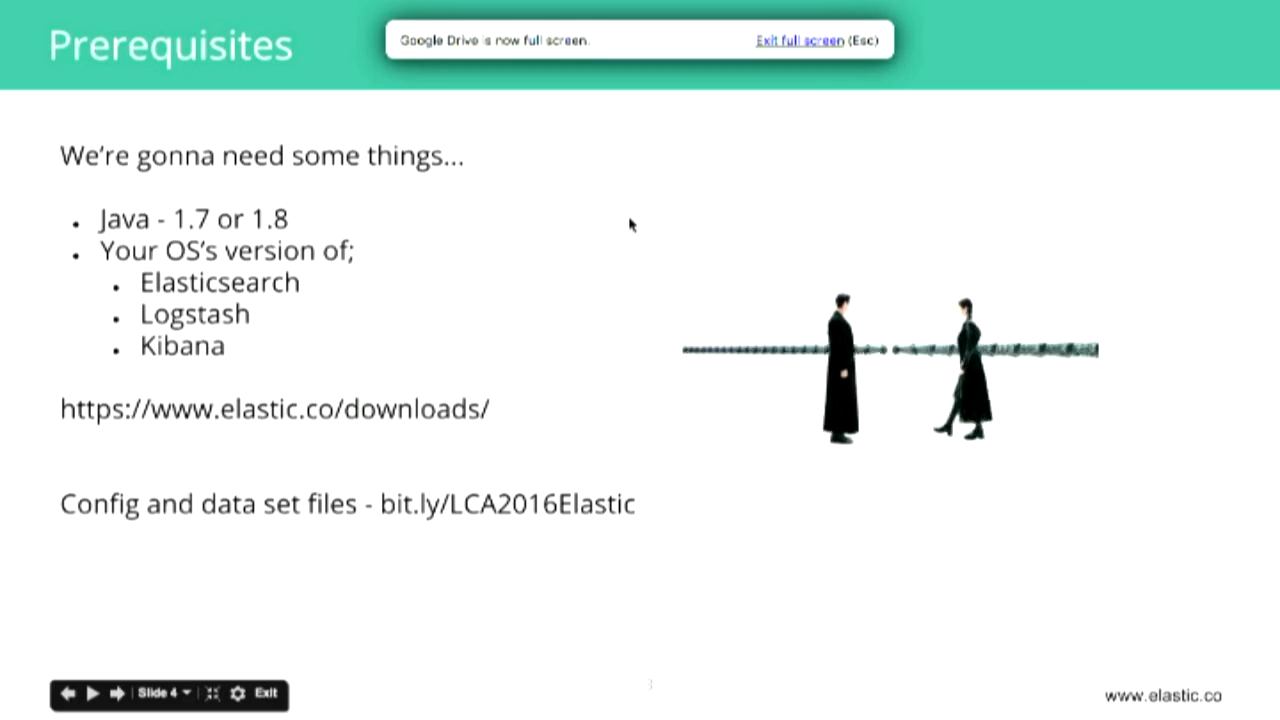 Prerequisites
Google Drive is now full screen.
Exit full screen (Esc)
We're gonna need some things...
• Java - 1.7 or 1.8
• Your OS's version of;
• Elasticsearch
• Logstash
• Kibana
https://www.elastic.co/downloads/
Config and data set files - bit.ly/LCA2016Elastic
Slide 4
Exit
www.elastic.co